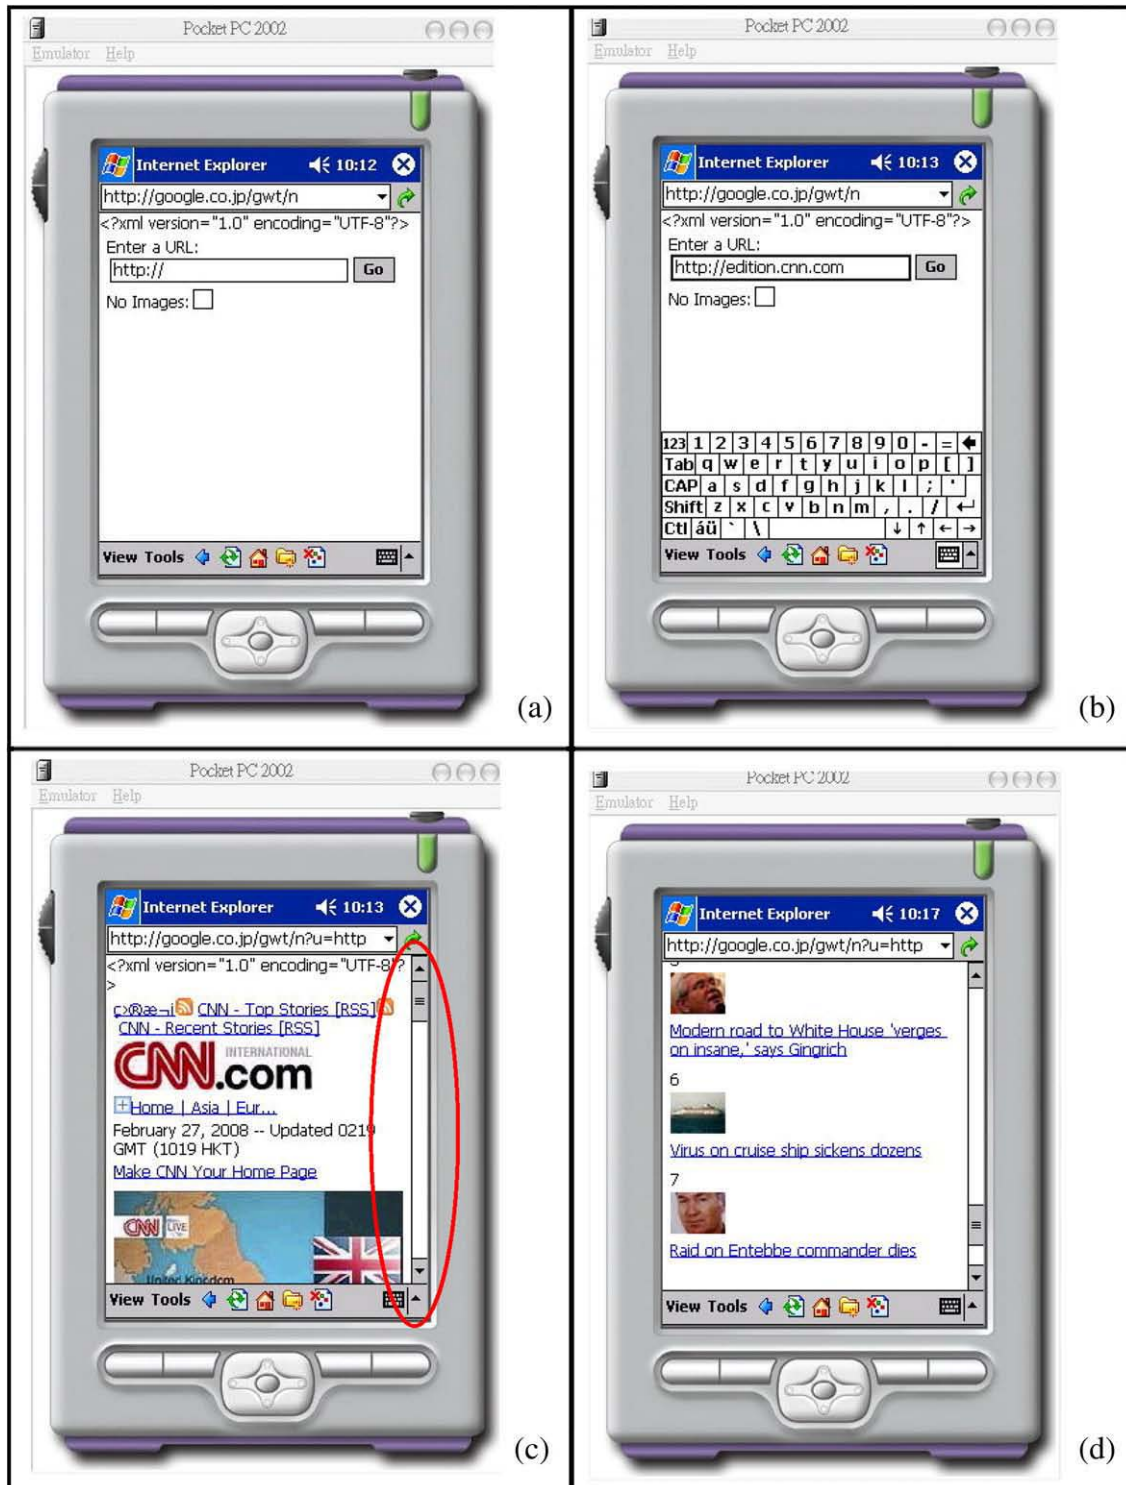 Pocket PC 2002
Emulator Help
Internet Explorer 10:12
http://google.co.jp/gwt/n
<?xml version="1.0" encoding="UTF-8"?>
Enter a URL:
http:// Go
No Images:
View Tools
(a)
Pocket PC 2002
Emulator Help
Internet Explorer 10:13
http://google.co.jp/gwt/n
<?xml version="1.0" encoding="UTF-8"?>
Enter a URL:
http://edition.cnn.com Go
No Images:
123 1 2 3 4 5 6 7 8 9 0 - =
Tab q w e r t y u i o p [ ]
CAP a s d f g h j k l ; '
Shift z x c v b n m , . /
Ctl áü ` \
View Tools
(b)
Pocket PC 2002
Emulator Help
Internet Explorer 10:13
http://google.co.jp/gwt/n?u=http
<?xml version="1.0" encoding="UTF-8"?
>
ç›®æ¬¡ CNN - Top Stories [RSS]
CNN - Recent Stories [RSS]
CNN INTERNATIONAL
.com
Home | Asia | Eur...
February 27, 2008 -- Updated 0219
GMT (1019 HKT)
Make CNN Your Home Page
CNN LIVE
United Kingdom
View Tools
(c)
Pocket PC 2002
Emulator Help
Internet Explorer 10:17
http://google.co.jp/gwt/n?u=http
Modern road to White House 'verges
on insane,' says Gingrich
6
Virus on cruise ship sickens dozens
7
Raid on Entebbe commander dies
View Tools
(d)